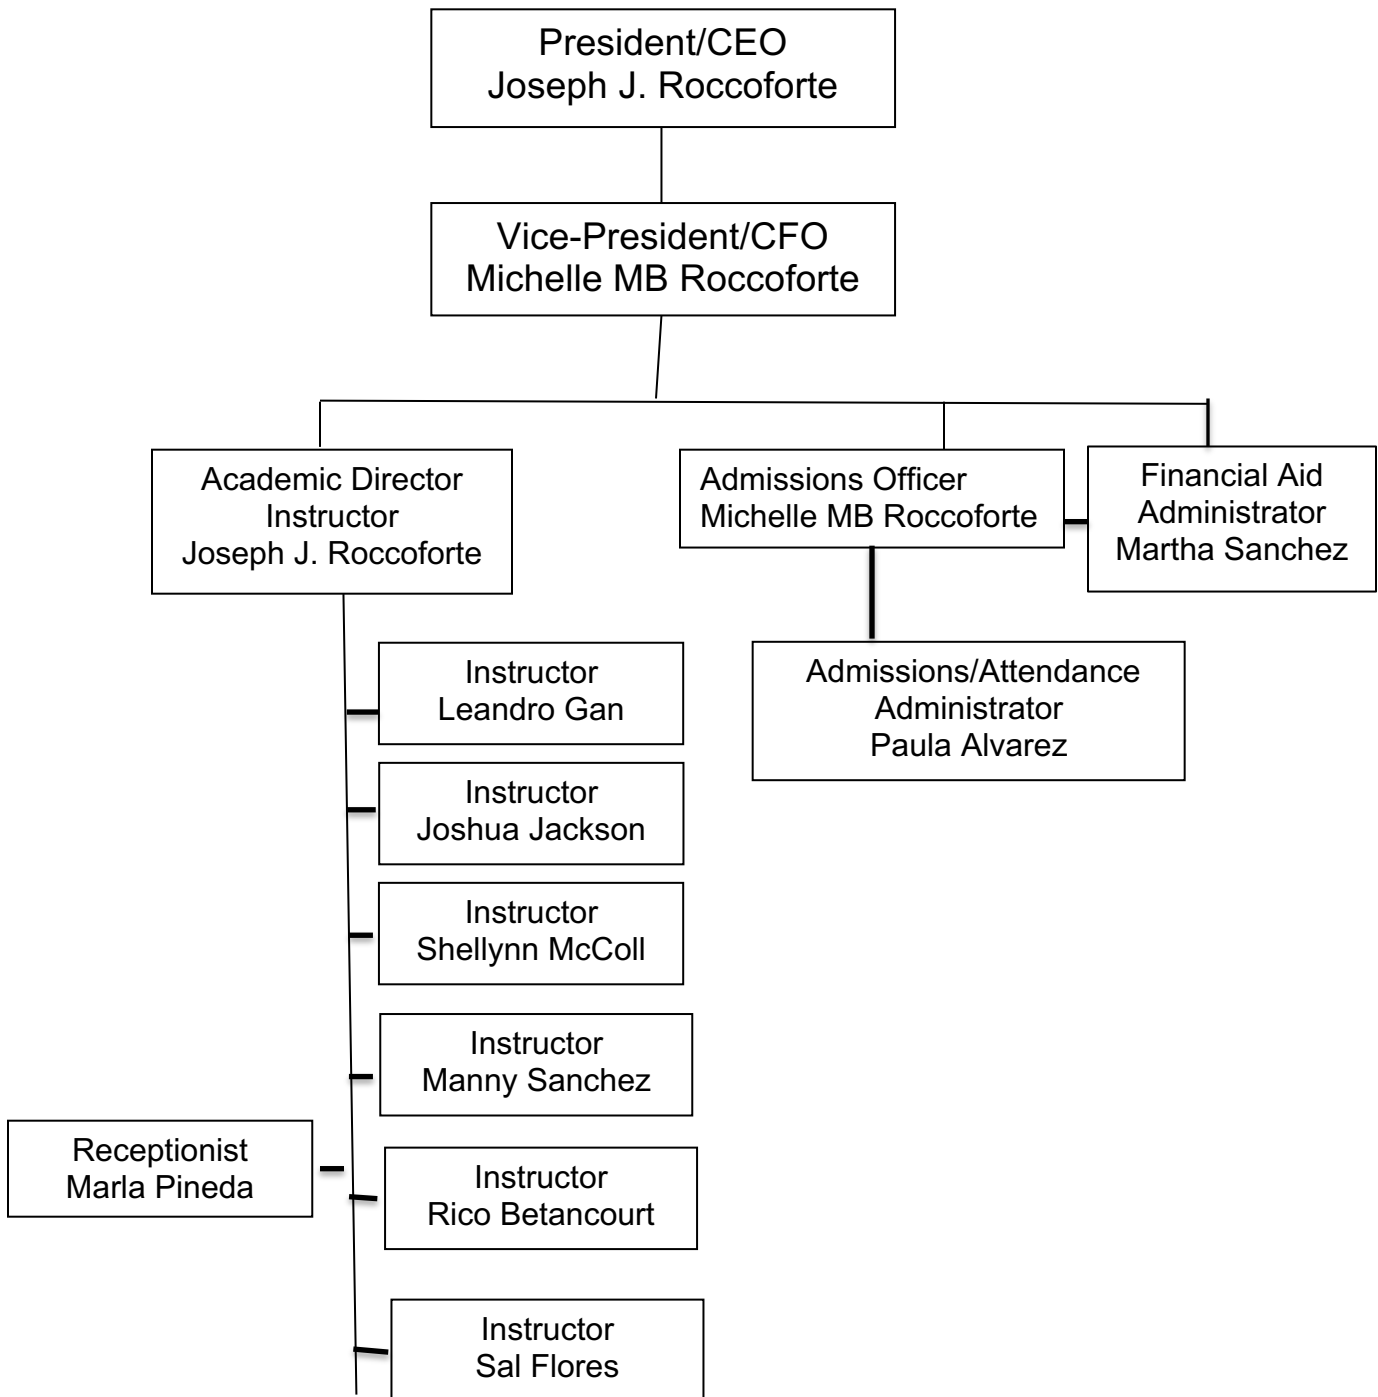 President/CEO
Joseph J. Roccoforte
Vice-President/CFO
Michelle MB Roccoforte
Academic Director
Instructor
Joseph J. Roccoforte
Admissions Officer
Michelle MB Roccoforte
Financial Aid
Administrator
Martha Sanchez
Instructor
Leandro Gan
Admissions/Attendance
Administrator
Paula Alvarez
Instructor
Joshua Jackson
Instructor
Shellynn McColl
Instructor
Manny Sanchez
Receptionist
Marla Pineda
Instructor
Rico Betancourt
Instructor
Sal Flores